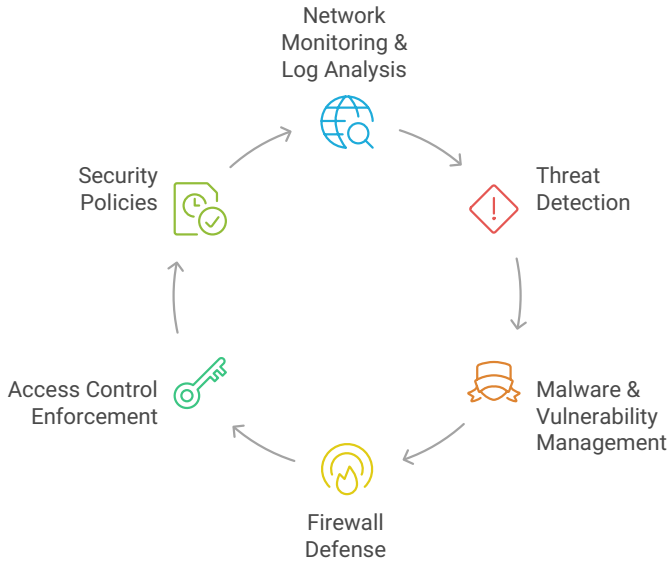 Network
Monitoring &
Log Analysis
Threat
Detection
Malware &
Vulnerability
Management
Firewall
Defense
Access Control
Enforcement
Security
Policies